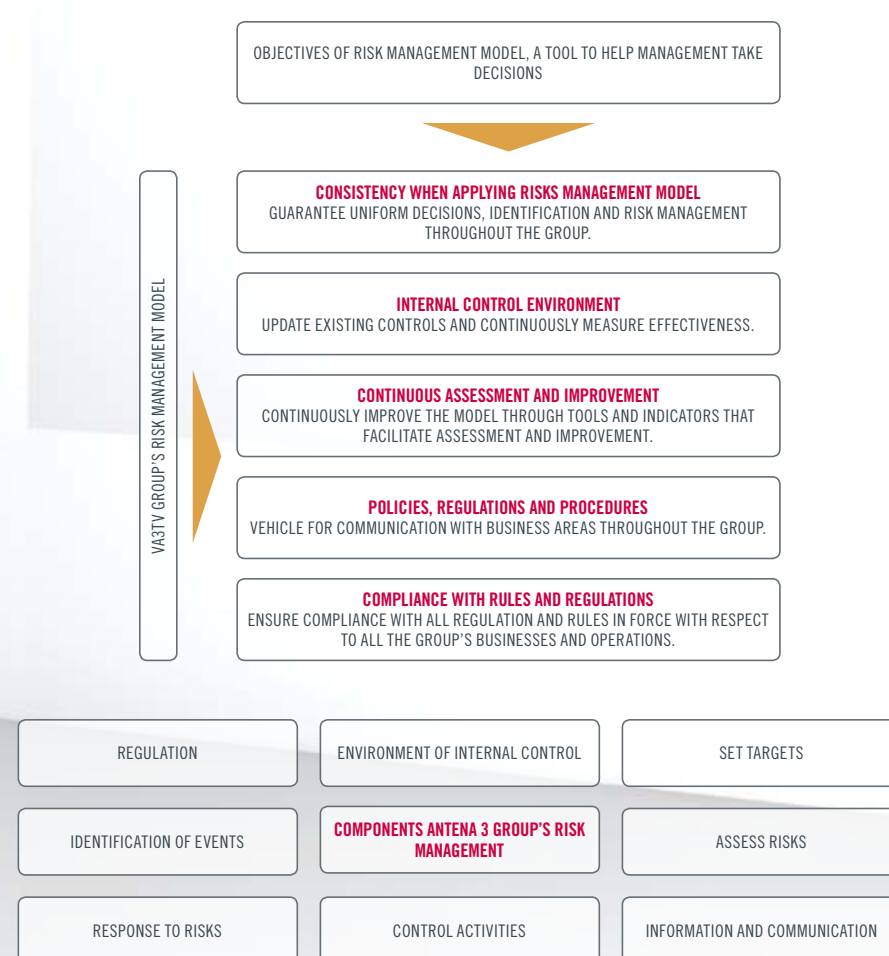 OBJECTIVES OF RISK MANAGEMENT MODEL, A TOOL TO HELP MANAGEMENT TAKE
DECISIONS
VA3TV GROUP'S RISK MANAGEMENT MODEL
CONSISTENCY WHEN APPLYING RISKS MANAGEMENT MODEL
GUARANTEE UNIFORM DECISIONS, IDENTIFICATION AND RISK MANAGEMENT
THROUGHOUT THE GROUP.
INTERNAL CONTROL ENVIRONMENT
UPDATE EXISTING CONTROLS AND CONTINUOUSLY MEASURE EFFECTIVENESS.
CONTINUOUS ASSESSMENT AND IMPROVEMENT
CONTINUOUSLY IMPROVE THE MODEL THROUGH TOOLS AND INDICATORS THAT
FACILITATE ASSESSMENT AND IMPROVEMENT.
POLICIES, REGULATIONS AND PROCEDURES
VEHICLE FOR COMMUNICATION WITH BUSINESS AREAS THROUGHOUT THE GROUP.
COMPLIANCE WITH RULES AND REGULATIONS
ENSURE COMPLIANCE WITH ALL REGULATION AND RULES IN FORCE WITH RESPECT
TO ALL THE GROUP'S BUSINESSES AND OPERATIONS.
REGULATION
ENVIRONMENT OF INTERNAL CONTROL
SET TARGETS
IDENTIFICATION OF EVENTS
COMPONENTS ANTENA 3 GROUP'S RISK
MANAGEMENT
ASSESS RISKS
RESPONSE TO RISKS
CONTROL ACTIVITIES
INFORMATION AND COMMUNICATION